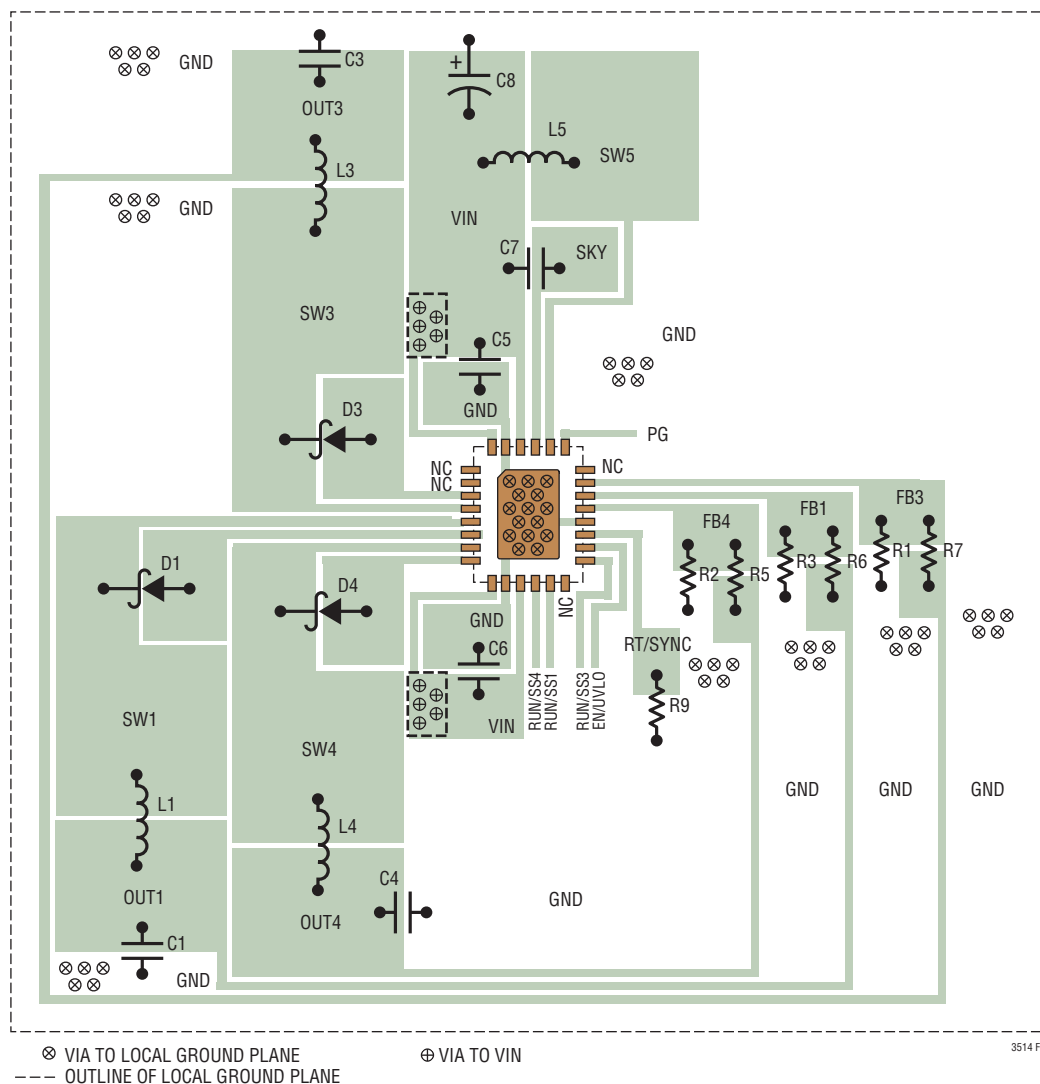 GND
C3
+
C8
OUT3
L5
SW5
L3
GND
VIN
C7
SKY
SW3
C5
GND
GND
D3
PG
NC
NC
NC
FB4
FB1
FB3
D1
D4
R2
R5
R3
R6
R1
R7
NC
GND
C6
RT/SYNC
RUN/SS4
RUN/SS1
RUN/SS3
EN/UVLO
R9
SW1
VIN
SW4
L1
GND
GND
GND
L4
OUT1
C4
OUT4
GND
C1
GND
VIA TO LOCAL GROUND PLANE
VIA TO VIN
3514 F
OUTLINE OF LOCAL GROUND PLANE